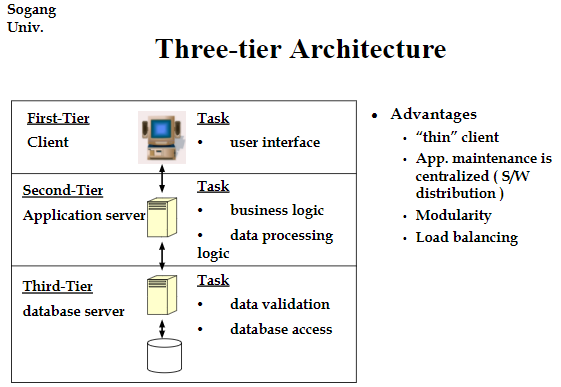 Sogang
Univ.
Three-tier Architecture
First-Tier
Client
Task
• user interface
Second-Tier
Application server
Task
• business logic
• data processing
logic
Third-Tier
database server
Task
• data validation
• database access
• Advantages
• “thin” client
• App. maintenance is
centralized ( S/W
distribution )
• Modularity
• Load balancing